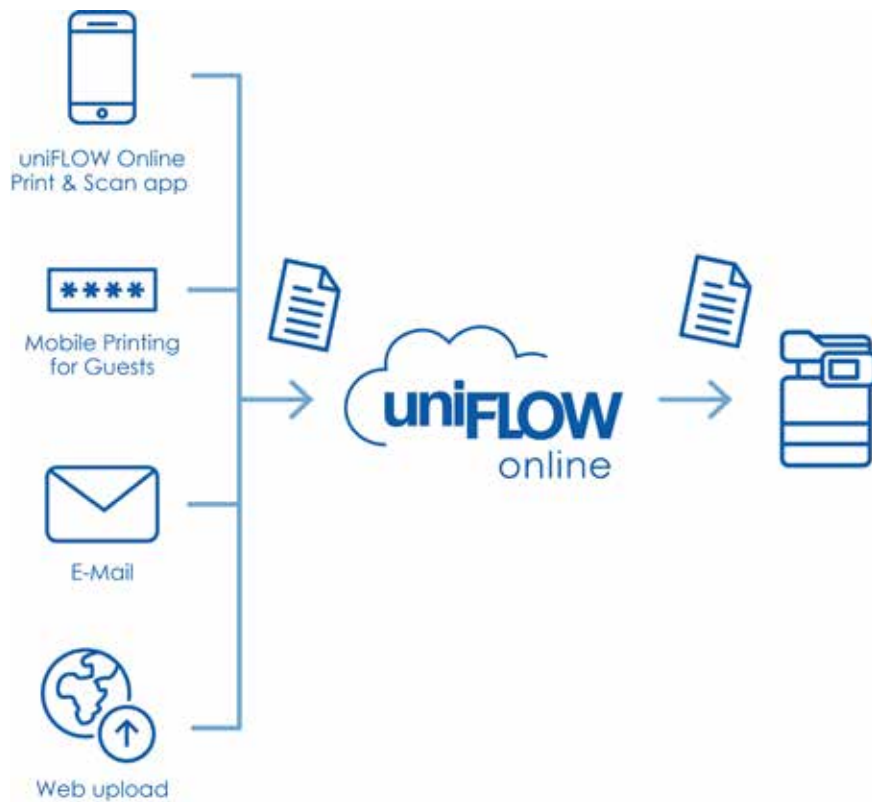 uniFLOW Online
Print & Scan app
****
Mobile Printing
for Guests
uniFLOW
online
E-Mail
Web upload